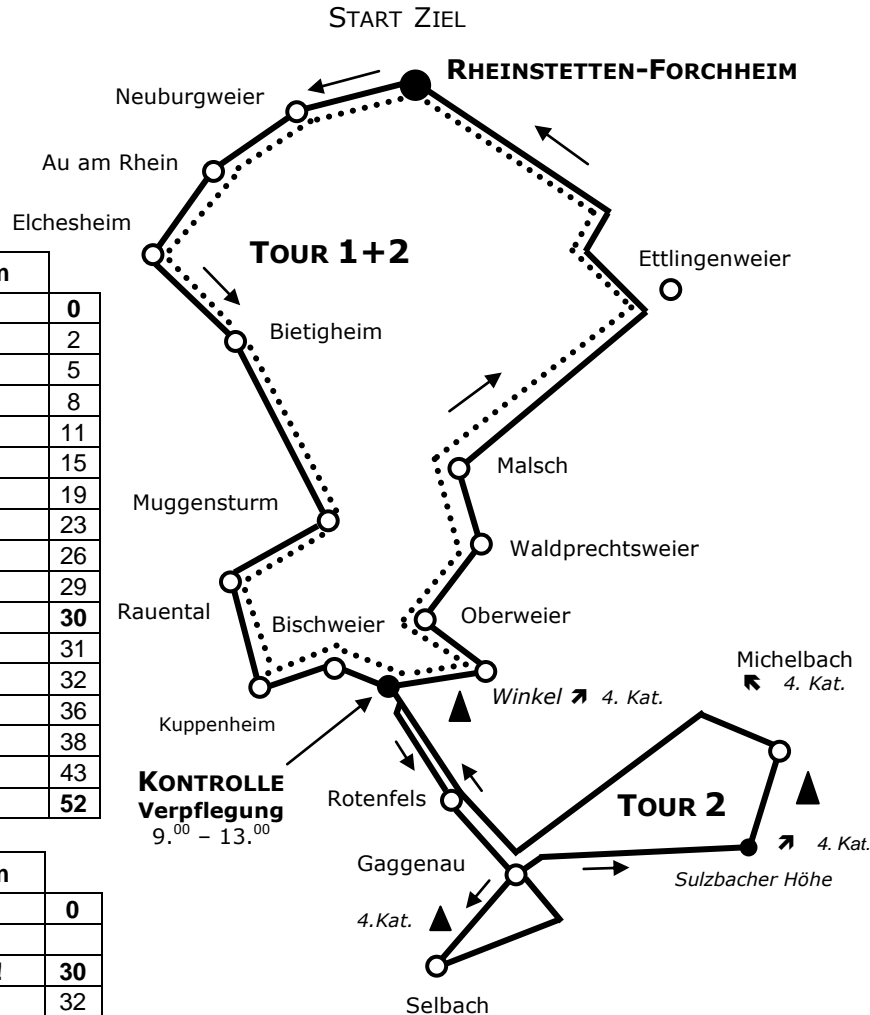 START ZIEL
RHEINSTETTEN-FORCHHEIM
Neuburgweier
Au am Rhein
Elchesheim
TOUR 1+2
Ettlingenweier
Bietigheim
Malsch
Muggensturm
Waldprechtsweier
Rauental
Bischweier
Oberweier
Michelbach
4. Kat.
Winkel 4. Kat.
Kuppenheim
KONTROLLE
Verpflegung
9.00 – 13.00
Rotenfels
TOUR 2
4. Kat.
Gaggenau
Sulzbacher Höhe
4.Kat.
Selbach
0
2
5
8
11
15
19
23
26
29
30
31
32
36
38
43
52
0
30
32